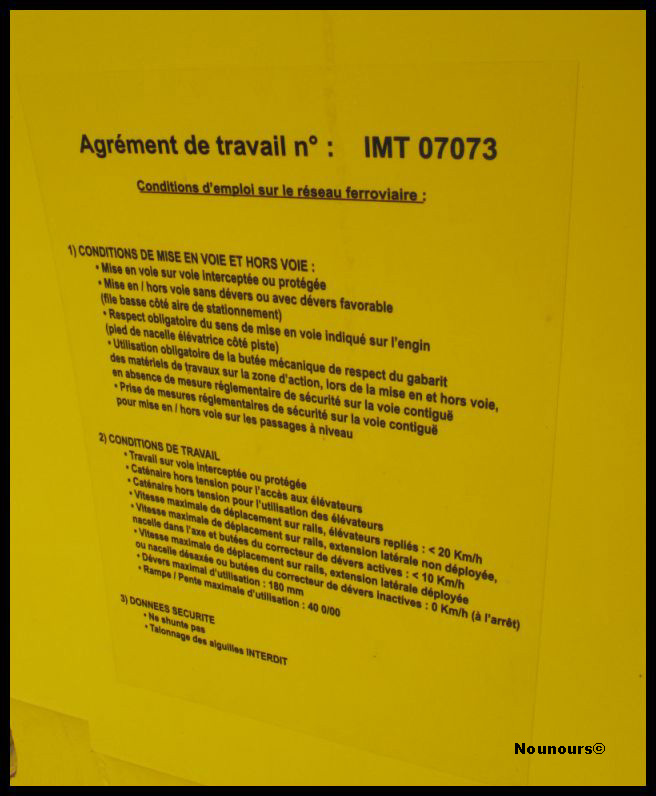 Agrément de travail n° : IMT 07073
Conditions d'emploi sur le réseau ferroviaire :
1) CONDITIONS DE MISE EN VOIE ET HORS VOIE :
• Mise en voie sur voie interceptée ou protégée
• Mise en / hors voie sans dévers ou avec dévers favorable
(file basse côté aire de stationnement)
• Respect obligatoire du sens de mise en voie indiqué sur l'engin
(pied de nacelle élévatrice côté piste)
• Utilisation obligatoire de la butée mécanique de respect du gabarit
des matériels de travaux sur la zone d'action, lors de la mise en et hors voie,
en absence de mesure réglementaire de sécurité sur la voie contiguë
• Prise de mesures réglementaires de sécurité sur la voie contiguë
pour mise en / hors voie sur les passages à niveau
2) CONDITIONS DE TRAVAIL
• Travail sur voie interceptée ou protégée
• Caténaire hors tension pour l'accès aux élévateurs
• Caténaire hors tension pour l'utilisation des élévateurs
• Vitesse maximale de déplacement sur rails, élévateurs repliés : < 20 Km/h
• Vitesse maximale de déplacement sur rails, extension latérale non déployée,
nacelle dans l'axe et butées du correcteur de dévers actives : < 10 Km/h
• Vitesse maximale de déplacement sur rails, extension latérale déployée
ou nacelle désaxée ou butées du correcteur de dévers inactives : 0 Km/h (à l'arrêt)
• Dévers maximal d'utilisation : 180 mm
• Rampe / Pente maximale d'utilisation : 40 0/00
3) DONNEES SECURITE
• Ne shunte pas
• Talonnage des aiguilles INTERDIT
Nounours©